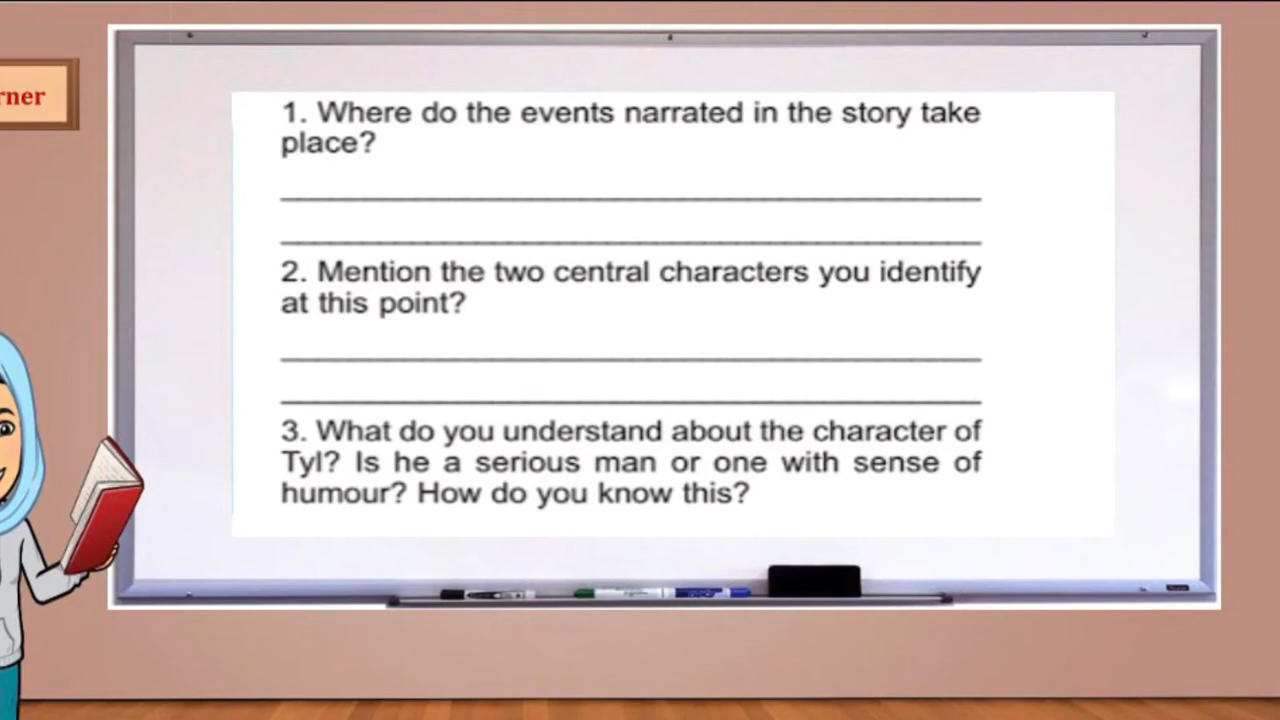 rner
1. Where do the events narrated in the story take
place?
2. Mention the two central characters you identify
at this point?
3. What do you understand about the character of
Tyl? Is he a serious man or one with sense of
humour? How do you know this?